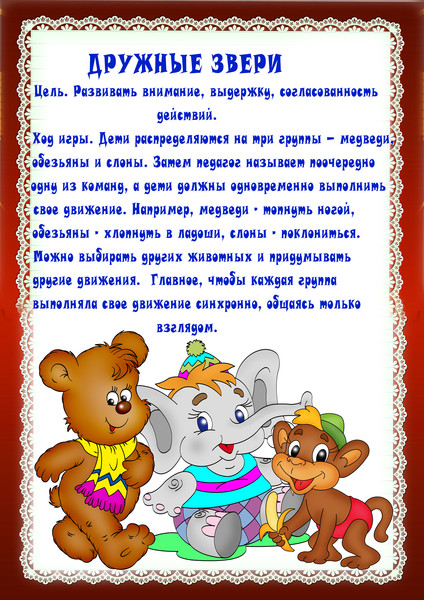 ДРУЖНЫЕ ЗВЕРИ
Цель. Развивать внимание, выдержку, согласованность
действий.
Ход игры. Дети распределяются на три группы – медведи,
обезьяны и слоны. Затем педагог называет поочередно
одну из команд, а дети должны одновременно выполнить
свое движение. Например, медведи - топнуть ногой,
обезьяны - хлопнуть в ладоши, слоны - поклониться.
Можно выбирать других животных и придумывать
другие движения. Главное, чтобы каждая группа
выполняла свое движение синхронно, общаясь только
взглядом.